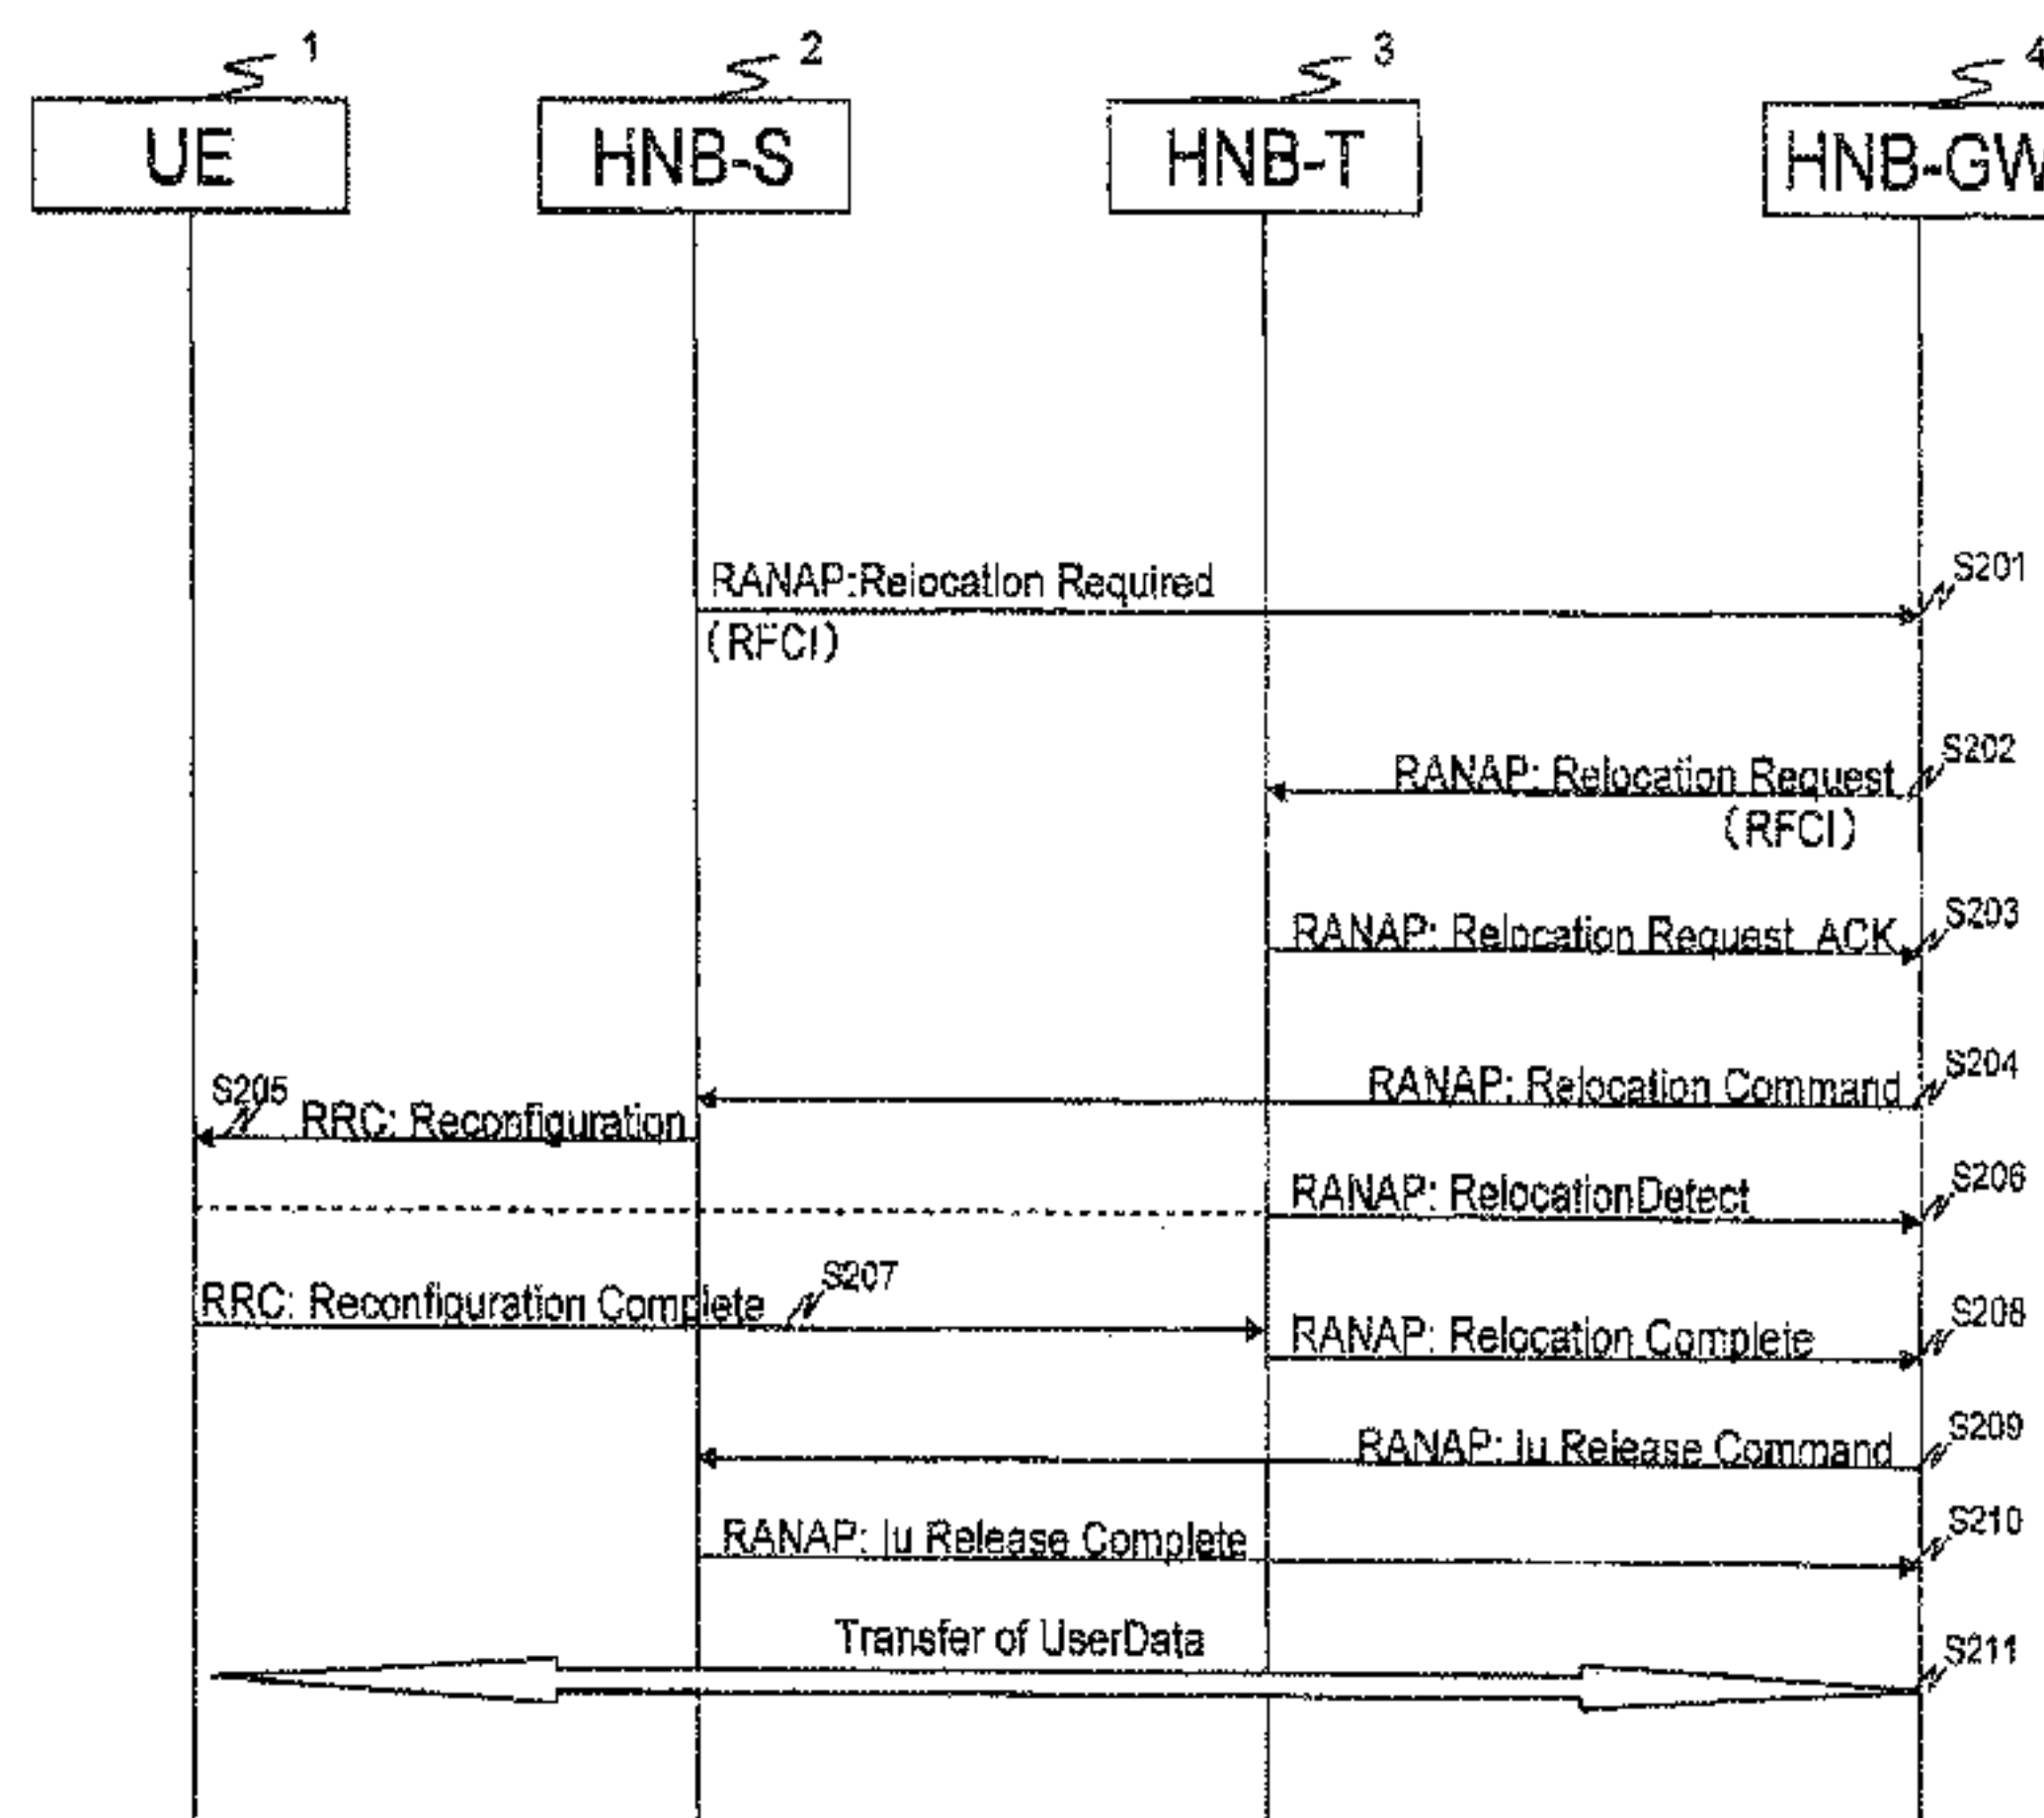 1
2
3
4
UE
HNB-S
HNB-T
HNB-GW
RANAP:Relocation Required
S201
(RFCI)
S202
RANAP: Relocation Request
(RFCI)
S203
RANAP: Relocation Request ACK
S204
RANAP: Relocation Command
S205
RRC: Reconfiguration
S206
RANAP: RelocationDetect
S207
RRC: Reconfiguration Complete
S208
RANAP: Relocation Complete
S209
RANAP: Iu Release Command
S210
RANAP: Iu Release Complete
Transfer of UserData
S211